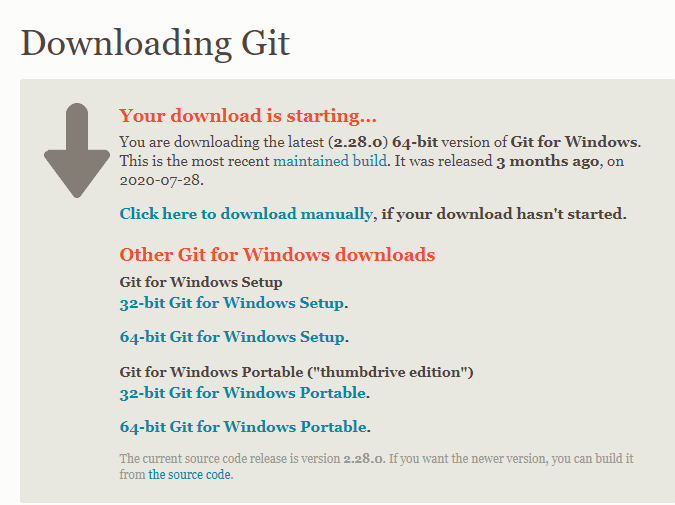 Downloading Git
Your download is starting...
You are downloading the latest (2.28.0) 64-bit version of Git for Windows.
This is the most recent maintained build. It was released 3 months ago, on
2020-07-28.
Click here to download manually, if your download hasn't started.
Other Git for Windows downloads
Git for Windows Setup
32-bit Git for Windows Setup.
64-bit Git for Windows Setup.
Git for Windows Portable ("thumbdrive edition")
32-bit Git for Windows Portable.
64-bit Git for Windows Portable.
The current source code release is version 2.28.0. If you want the newer version, you can build it
from the source code.